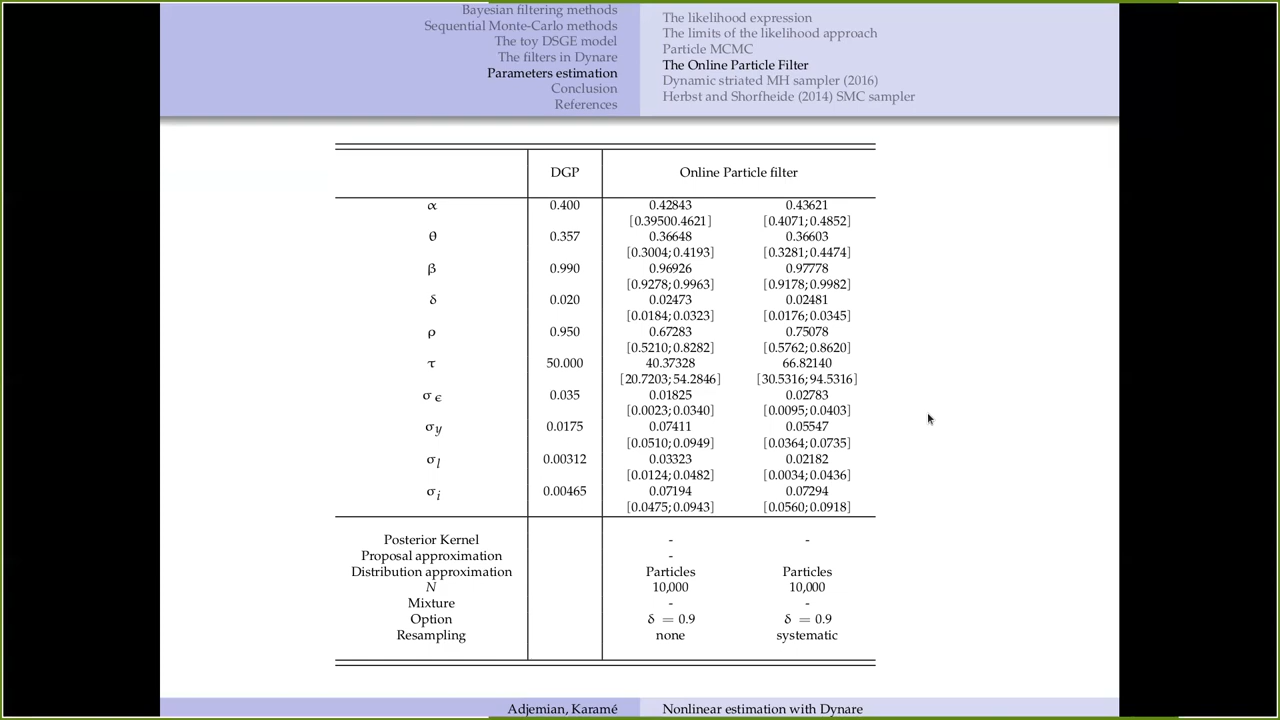 Bayesian filtering methods
Sequential Monte-Carlo methods
The toy DSGE model
The filters in Dynare
Parameters estimation
Conclusion
References
The likelihood expression
The limits of the likelihood approach
Particle MCMC
The Online Particle Filter
Dynamic striated MH sampler (2016)
Herbst and Shorfheide (2014) SMC sampler
DGP Online Particle filter
α 0.400 0.42843 0.43621
[0.39500.4621] [0.4071; 0.4852]
θ 0.357 0.36648 0.36603
[0.3004; 0.4193] [0.3281; 0.4474]
β 0.990 0.96926 0.97778
[0.9278; 0.9963] [0.9178; 0.9982]
δ 0.020 0.02473 0.02481
[0.0184; 0.0323] [0.0176; 0.0345]
ρ 0.950 0.67283 0.75078
[0.5210; 0.8282] [0.5762; 0.8620]
τ 50.000 40.37328 66.82140
[20.7203; 54.2846] [30.5316; 94.5316]
σ ϵ 0.035 0.01825 0.02783
[0.0023; 0.0340] [0.0095; 0.0403]
σy 0.0175 0.07411 0.05547
[0.0510; 0.0949] [0.0364; 0.0735]
σl 0.00312 0.03323 0.02182
[0.0124; 0.0482] [0.0034; 0.0436]
σi 0.00465 0.07194 0.07294
[0.0475; 0.0943] [0.0560; 0.0918]
Posterior Kernel - -
Proposal approximation -
Distribution approximation Particles Particles
N 10,000 10,000
Mixture - -
Option δ = 0.9 δ = 0.9
Resampling none systematic
Adjemian, Karamé Nonlinear estimation with Dynare